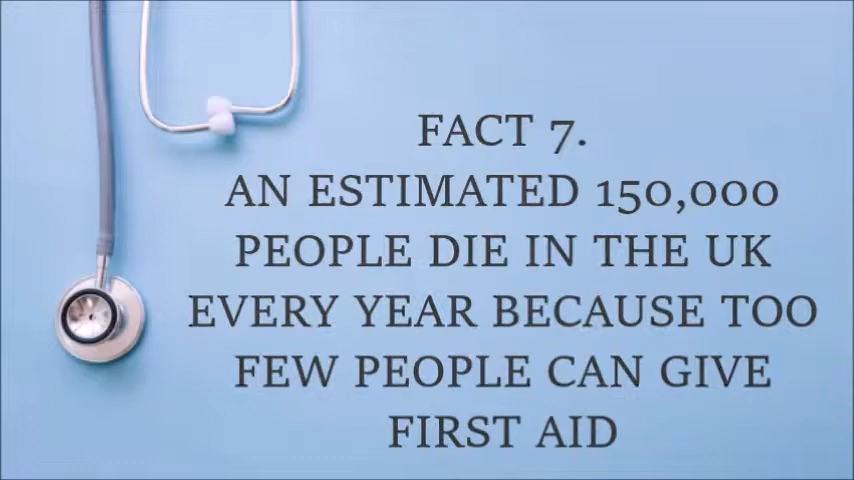 FACT 7.
AN ESTIMATED 150,000
PEOPLE DIE IN THE UK
EVERY YEAR BECAUSE TOO
FEW PEOPLE CAN GIVE
FIRST AID